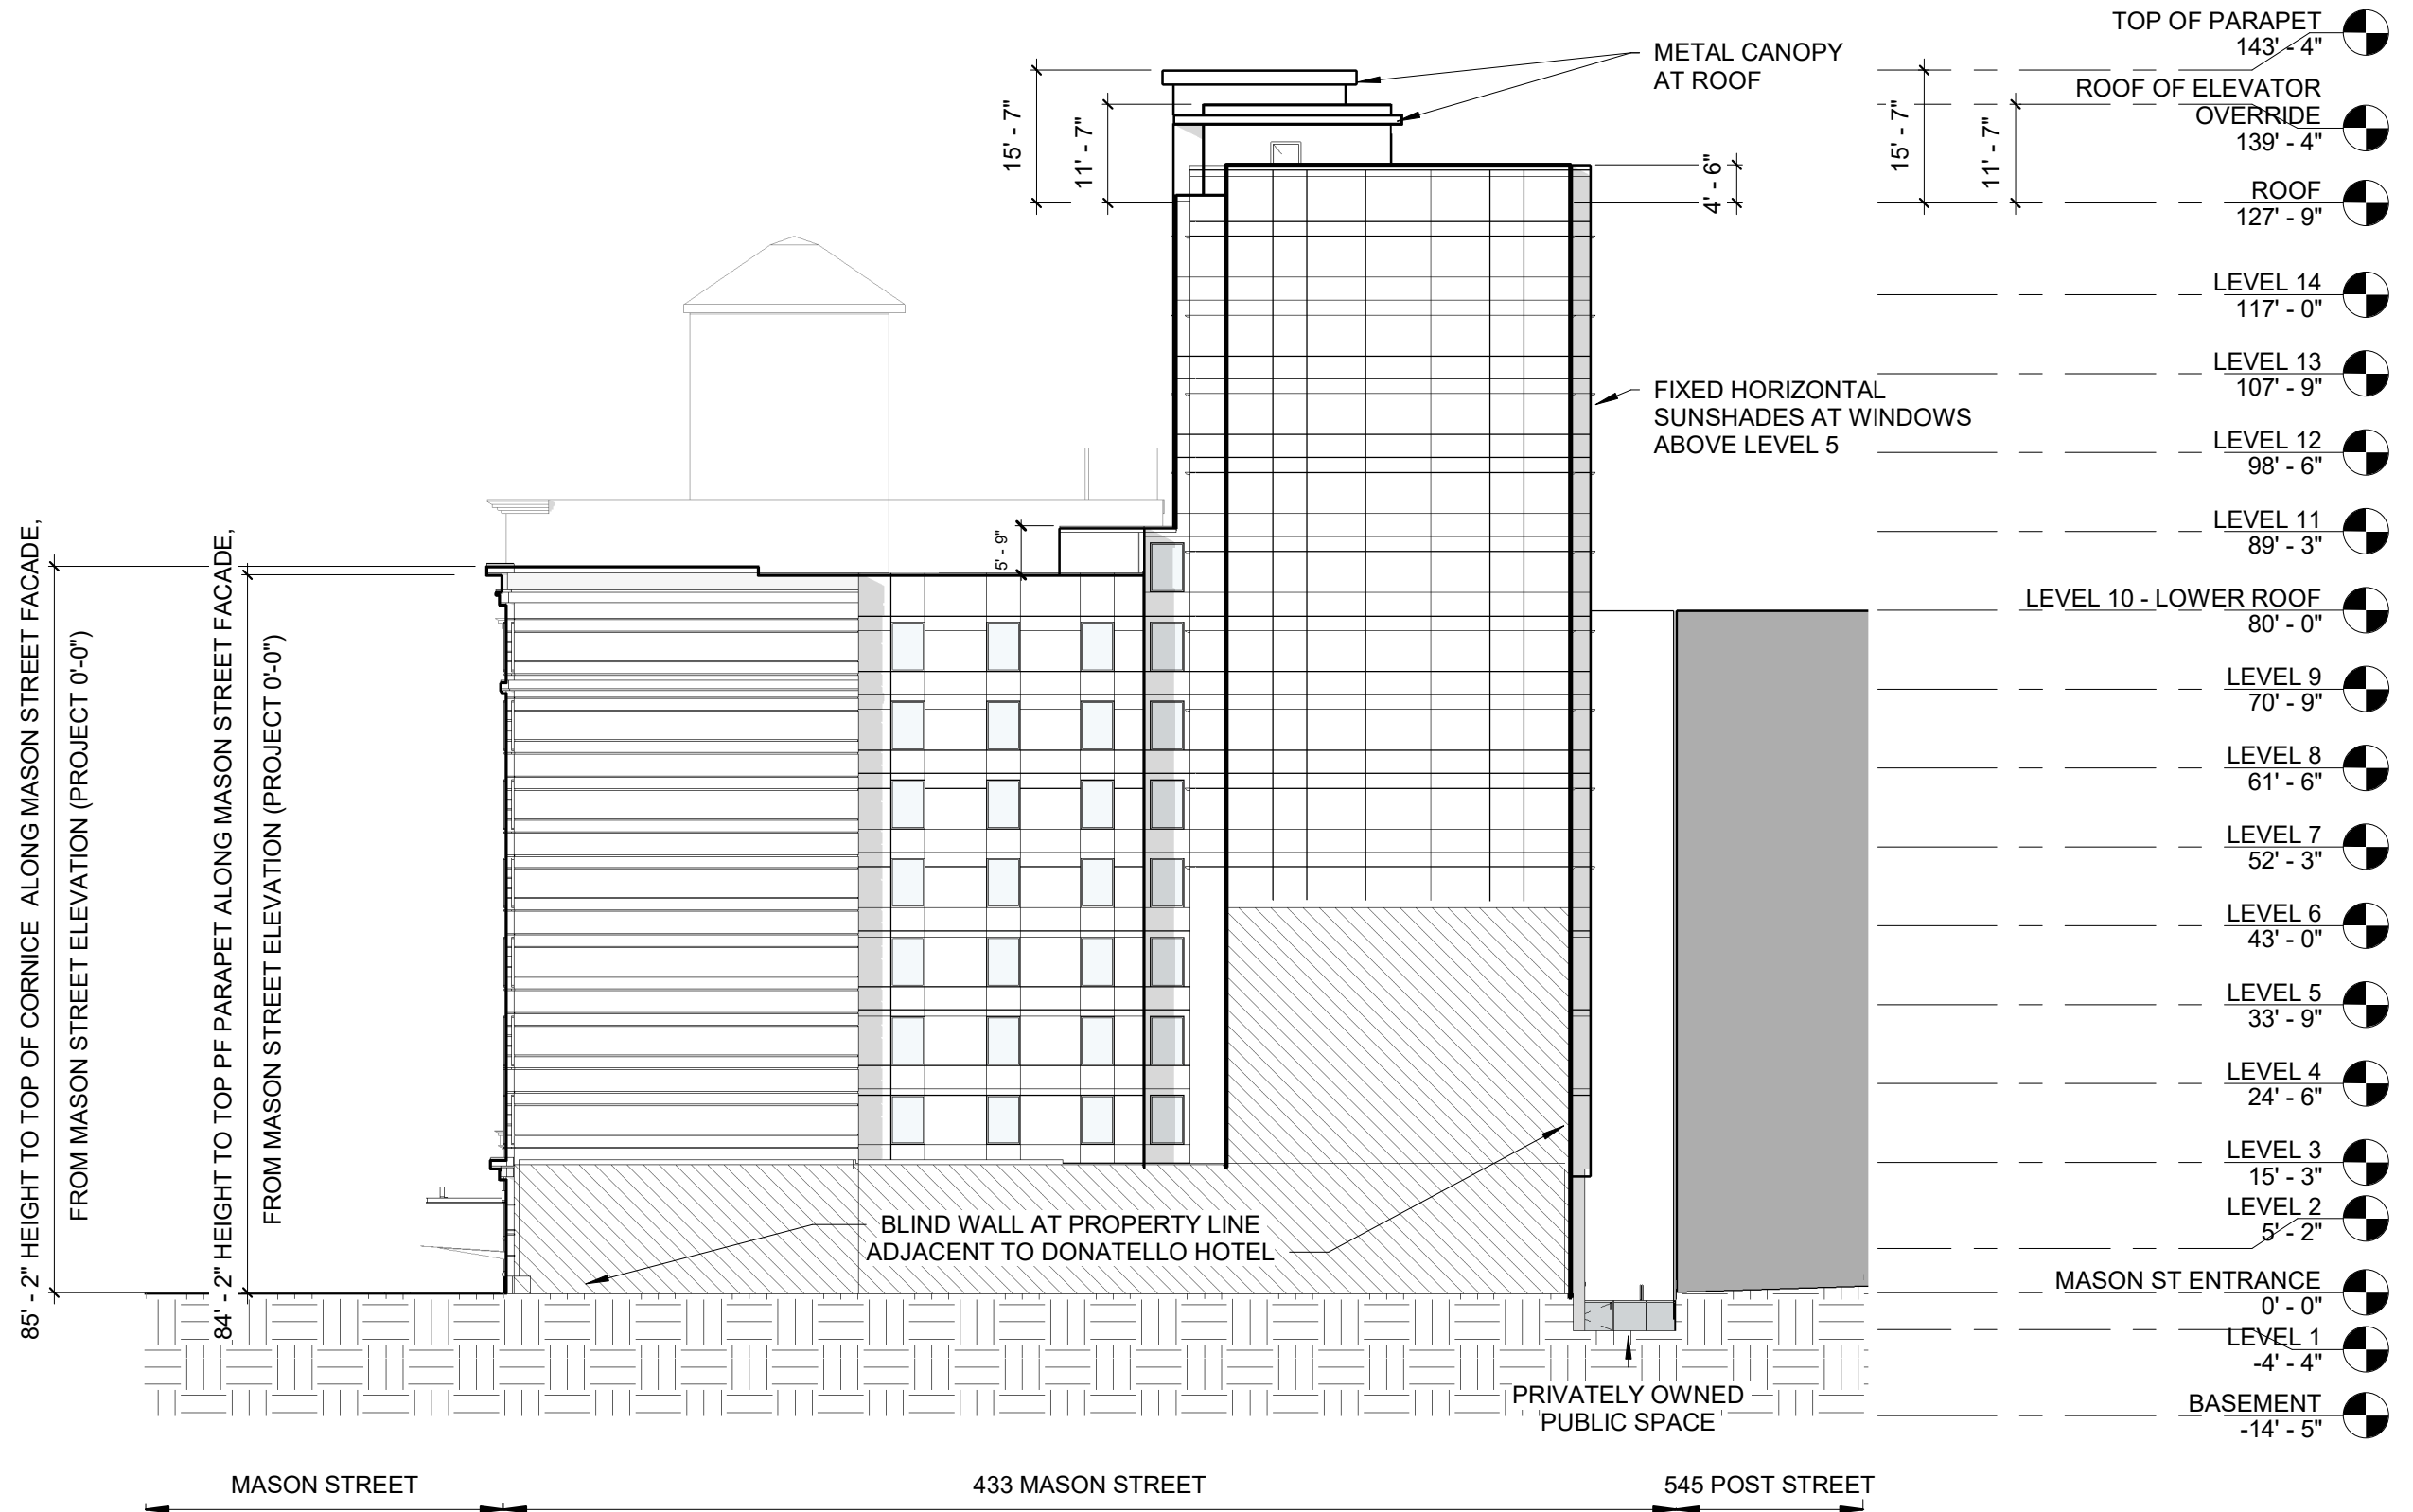 TOP OF PARAPET
143' - 4"
METAL CANOPY
AT ROOF
ROOF OF ELEVATOR
OVERRIDE
139' - 4"
15' - 7"
11' - 7"
4' - 6"
15' - 7"
11' - 7"
ROOF
127' - 9"
LEVEL 14
117' - 0"
LEVEL 13
107' - 9"
FIXED HORIZONTAL
SUNSHADES AT WINDOWS
ABOVE LEVEL 5
LEVEL 12
98' - 6"
LEVEL 11
89' - 3"
5' - 9"
LEVEL 10 - LOWER ROOF
80' - 0"
85' - 2" HEIGHT TO TOP OF CORNICE ALONG MASON STREET FACADE,
FROM MASON STREET ELEVATION (PROJECT 0'-0")
84' - 2" HEIGHT TO TOP PF PARAPET ALONG MASON STREET FACADE,
FROM MASON STREET ELEVATION (PROJECT 0'-0")
LEVEL 9
70' - 9"
LEVEL 8
61' - 6"
LEVEL 7
52' - 3"
LEVEL 6
43' - 0"
LEVEL 5
33' - 9"
LEVEL 4
24' - 6"
LEVEL 3
15' - 3"
LEVEL 2
5' - 2"
BLIND WALL AT PROPERTY LINE
ADJACENT TO DONATELLO HOTEL
MASON ST ENTRANCE
0' - 0"
LEVEL 1
-4' - 4"
PRIVATELY OWNED
PUBLIC SPACE
BASEMENT
-14' - 5"
MASON STREET
433 MASON STREET
545 POST STREET